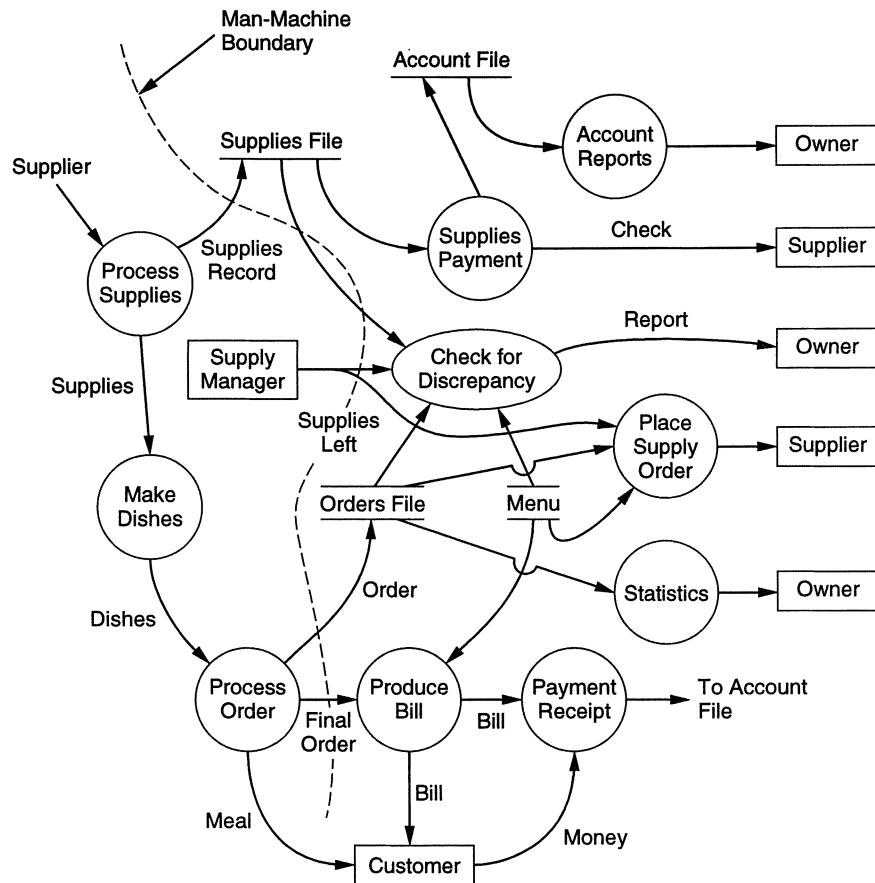 Man-Machine
Boundary
Account File
Supplies File
Account
Reports
Owner
Supplier
Supplies
Record
Supplies
Payment
Check
Supplier
Process
Supplies
Report
Supply
Manager
Check for
Discrepancy
Owner
Supplies
Supplies
Left
Place
Supply
Order
Supplier
Make
Dishes
Orders File
Menu
Order
Statistics
Owner
Dishes
Process
Order
Final
Order
Produce
Bill
Bill
Payment
Receipt
To Account
File
Meal
Bill
Money
Customer